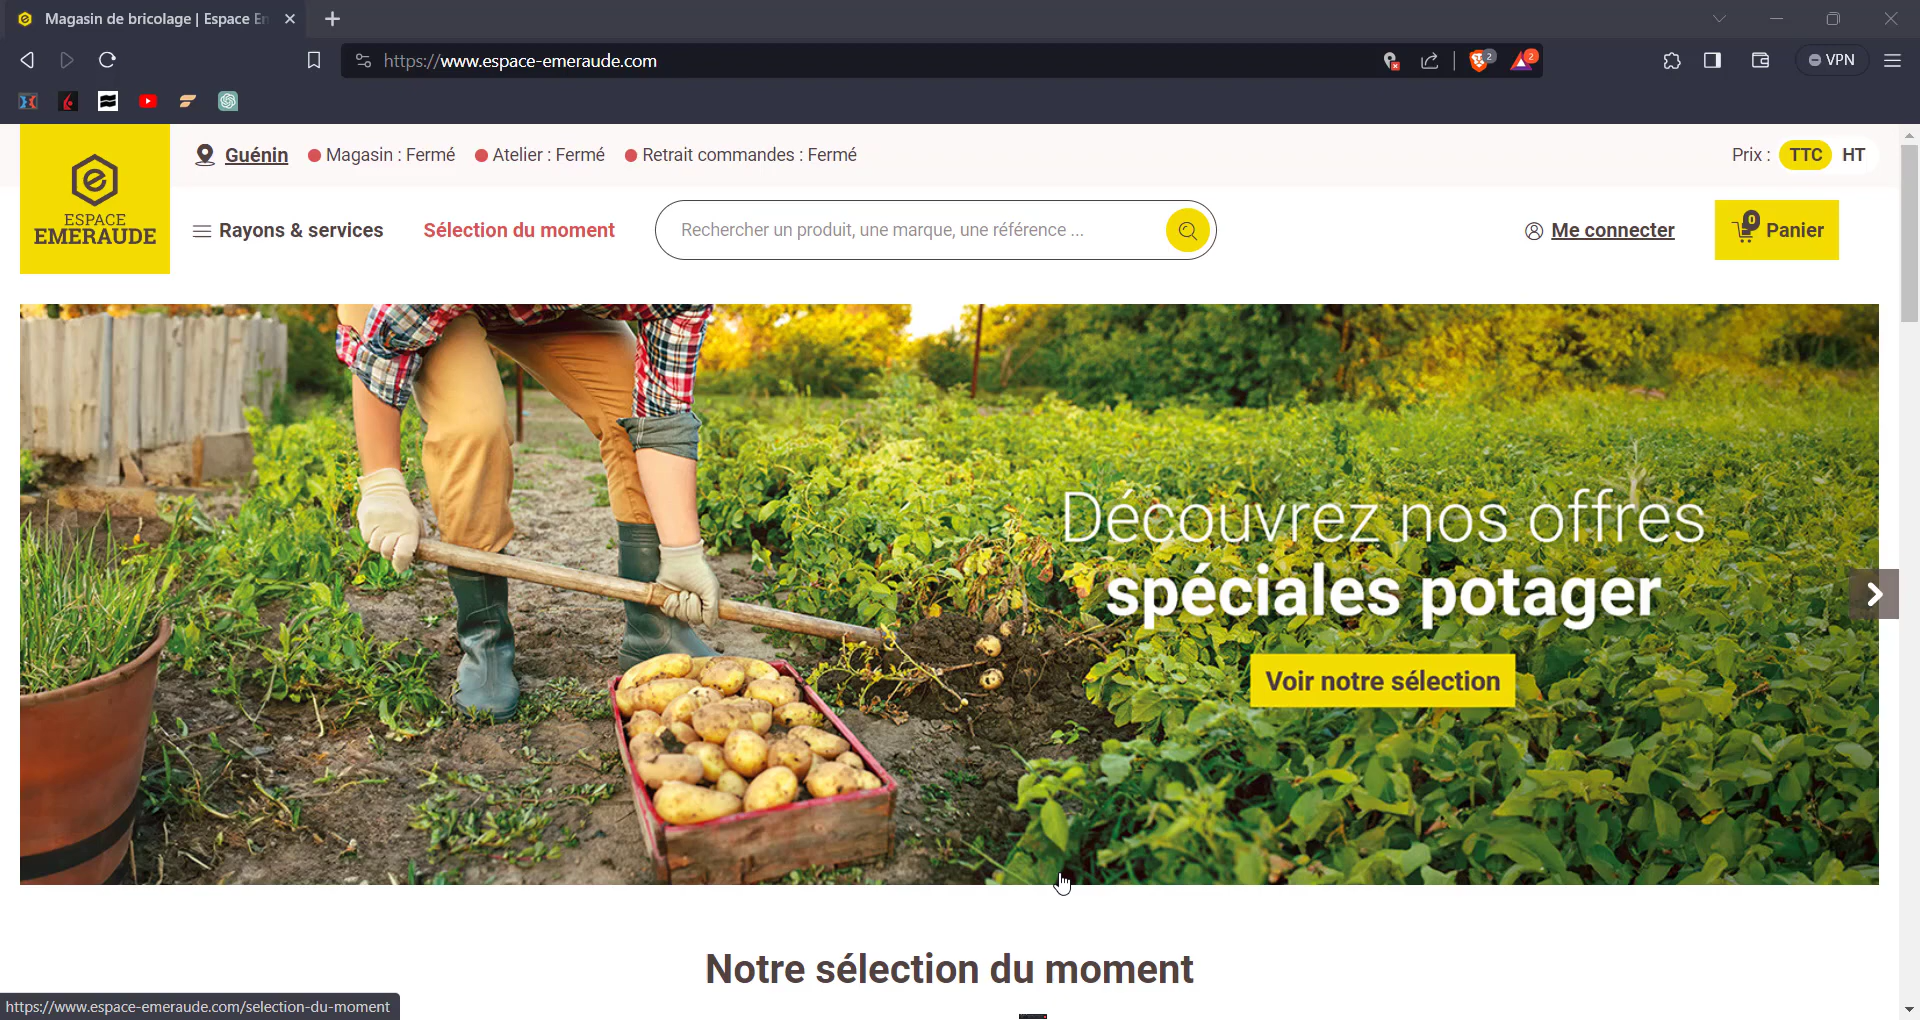 Magasin de bricolage | Espace E
https://www.espace-emeraude.com
2
2
VPN
ESPACE
EMERAUDE
Guénin
Magasin : Fermé
Atelier : Fermé
Retrait commandes : Fermé
Prix :
TTC
HT
Rayons & services
Sélection du moment
Rechercher un produit, une marque, une référence ...
Me connecter
0
Panier
Découvrez nos offres
spéciales potager
Voir notre sélection
Notre sélection du moment
https://www.espace-emeraude.com/selection-du-moment